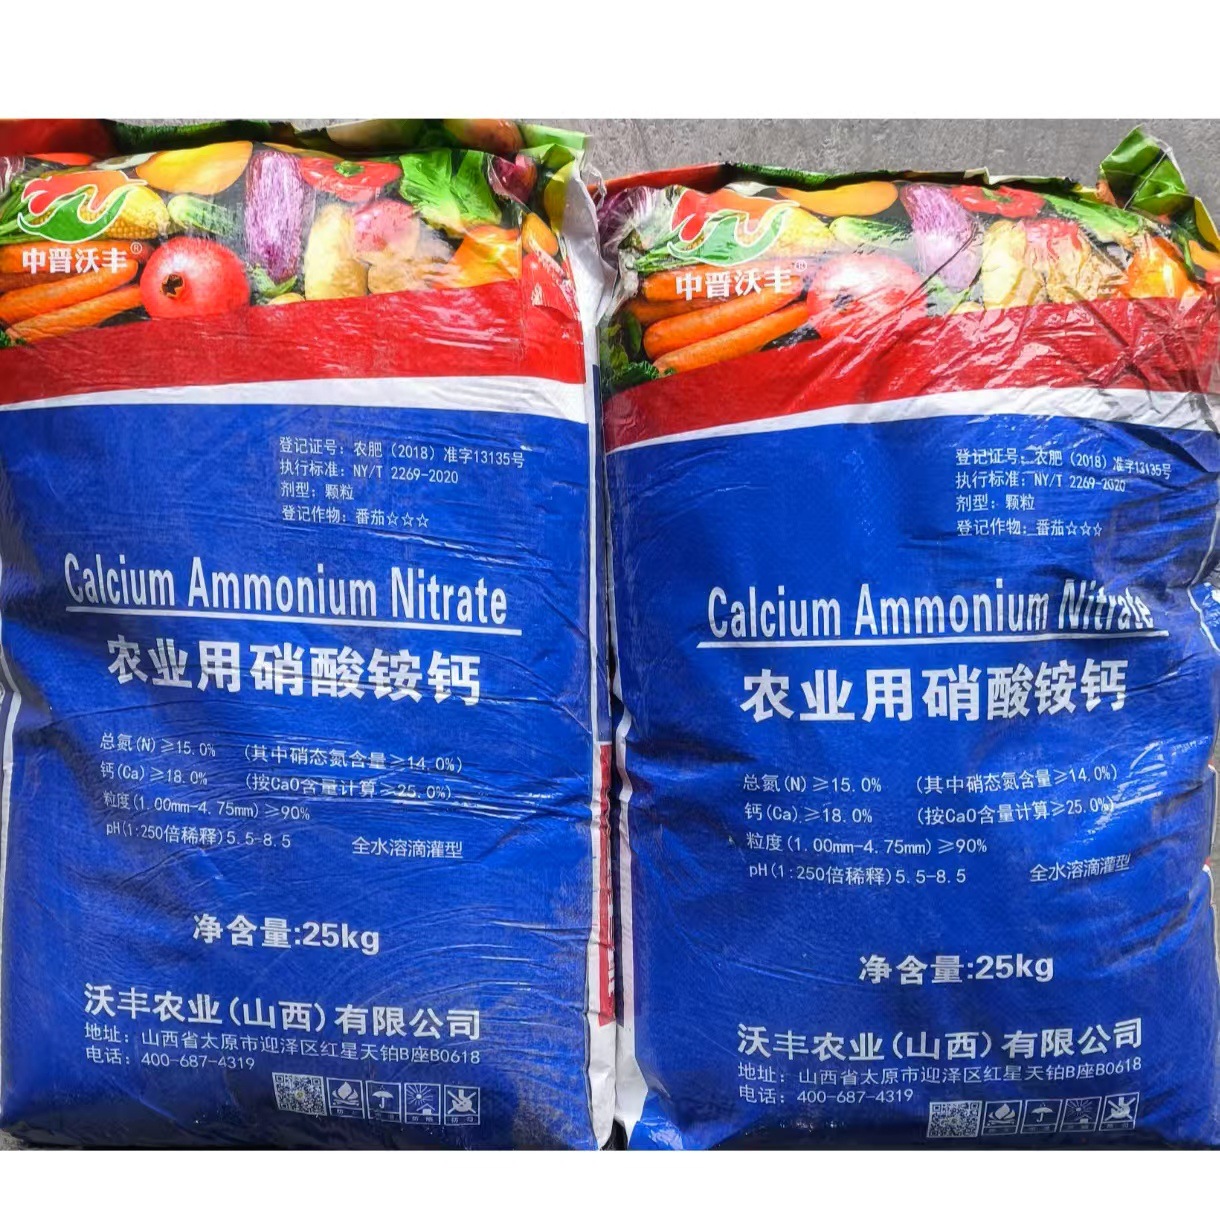 中晋沃丰®
登记证号：农肥（2018）准字13135号
执行标准：NY/T 2269-2020
剂型：颗粒
登记作物：番茄☆☆☆
Calcium Ammonium Nitrate
农业用硝酸铵钙
总氮(N)≥15.0% (其中硝态氮含量≥14.0%)
钙(Ca)≥18.0% (按CaO含量计算≥25.0%)
粒度(1.00mm-4.75mm)≥90%
pH(1:250倍稀释)5.5-8.5 全水溶滴灌型
净含量:25kg
沃丰农业(山西)有限公司
地址：山西省太原市迎泽区红星天铂B座B0618
电话：400-687-4319
中晋沃丰
登记证号：农肥（2018）准字13135号
执行标准：NY/T 2269-2020
剂型：颗粒
登记作物：番茄☆☆☆
Calcium Ammonium Nitrate
农业用硝酸铵钙
总氮(N)≥15.0% (其中硝态氮含量≥14.0%)
钙(Ca)≥18.0% (按CaO含量计算≥25.0%)
粒度(1.00mm-4.75mm)≥90%
pH(1:250倍稀释)5.5-8.5 全水溶滴灌型
净含量:25kg
沃丰农业(山西)有限公司
地址：山西省太原市迎泽区红星天铂B座B0618
电话：400-687-4319